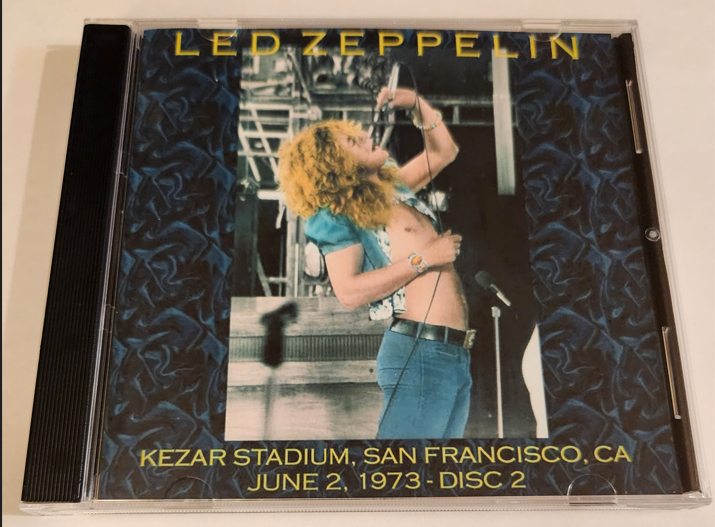 LED ZEPPELIN
KEZAR STADIUM, SAN FRANCISCO, CA
JUNE 2, 1973 - DISC 2